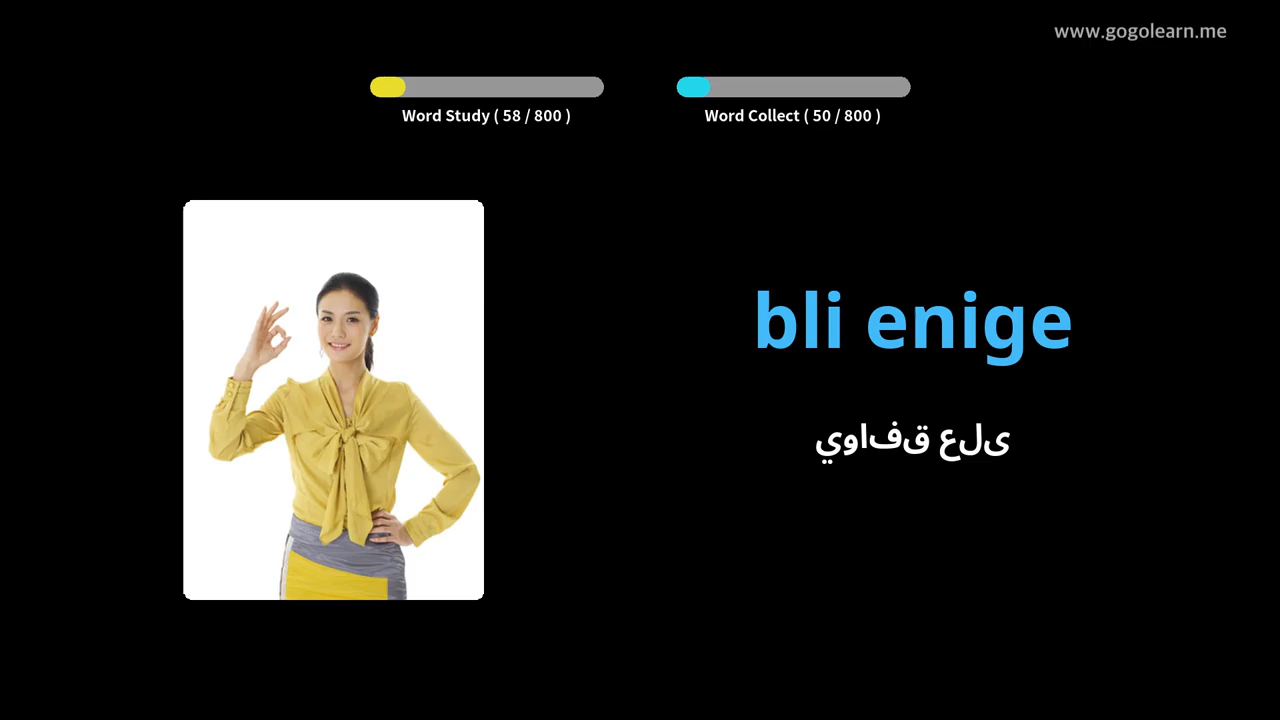 www.gogolearn.me
Word Study ( 58 / 800 )
Word Collect ( 50 / 800 )
bli enige
يوافق على